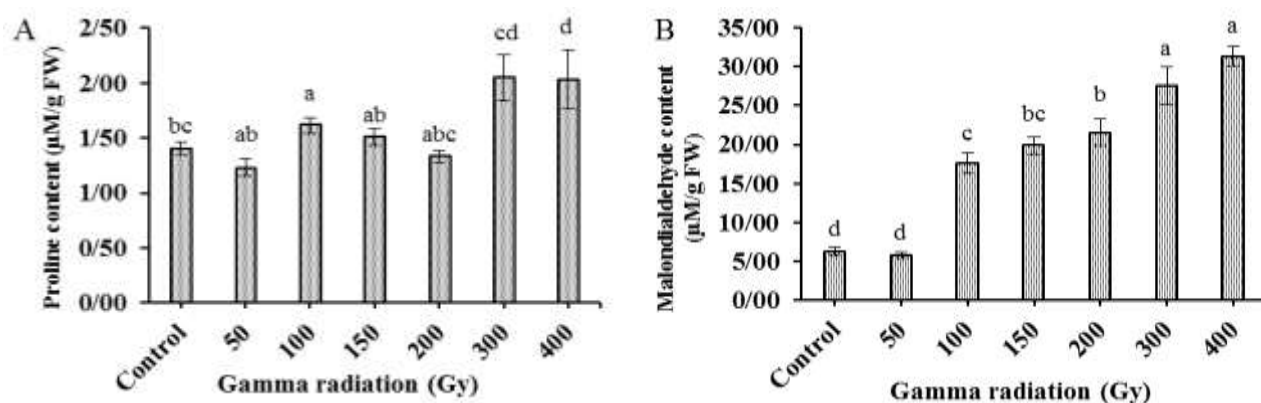 A
Proline content (µM/g FW)
2/50
2/00
1/50
1/00
0/50
0/00
bc
ab
a
ab
abc
cd
d
Control
50
100
150
200
300
400
Gamma radiation (Gy)
B
Malondialdehyde content
(µM/g FW)
35/00
30/00
25/00
20/00
15/00
10/00
5/00
0/00
d
d
c
bc
b
a
a
Control
50
100
150
200
300
400
Gamma radiation (Gy)